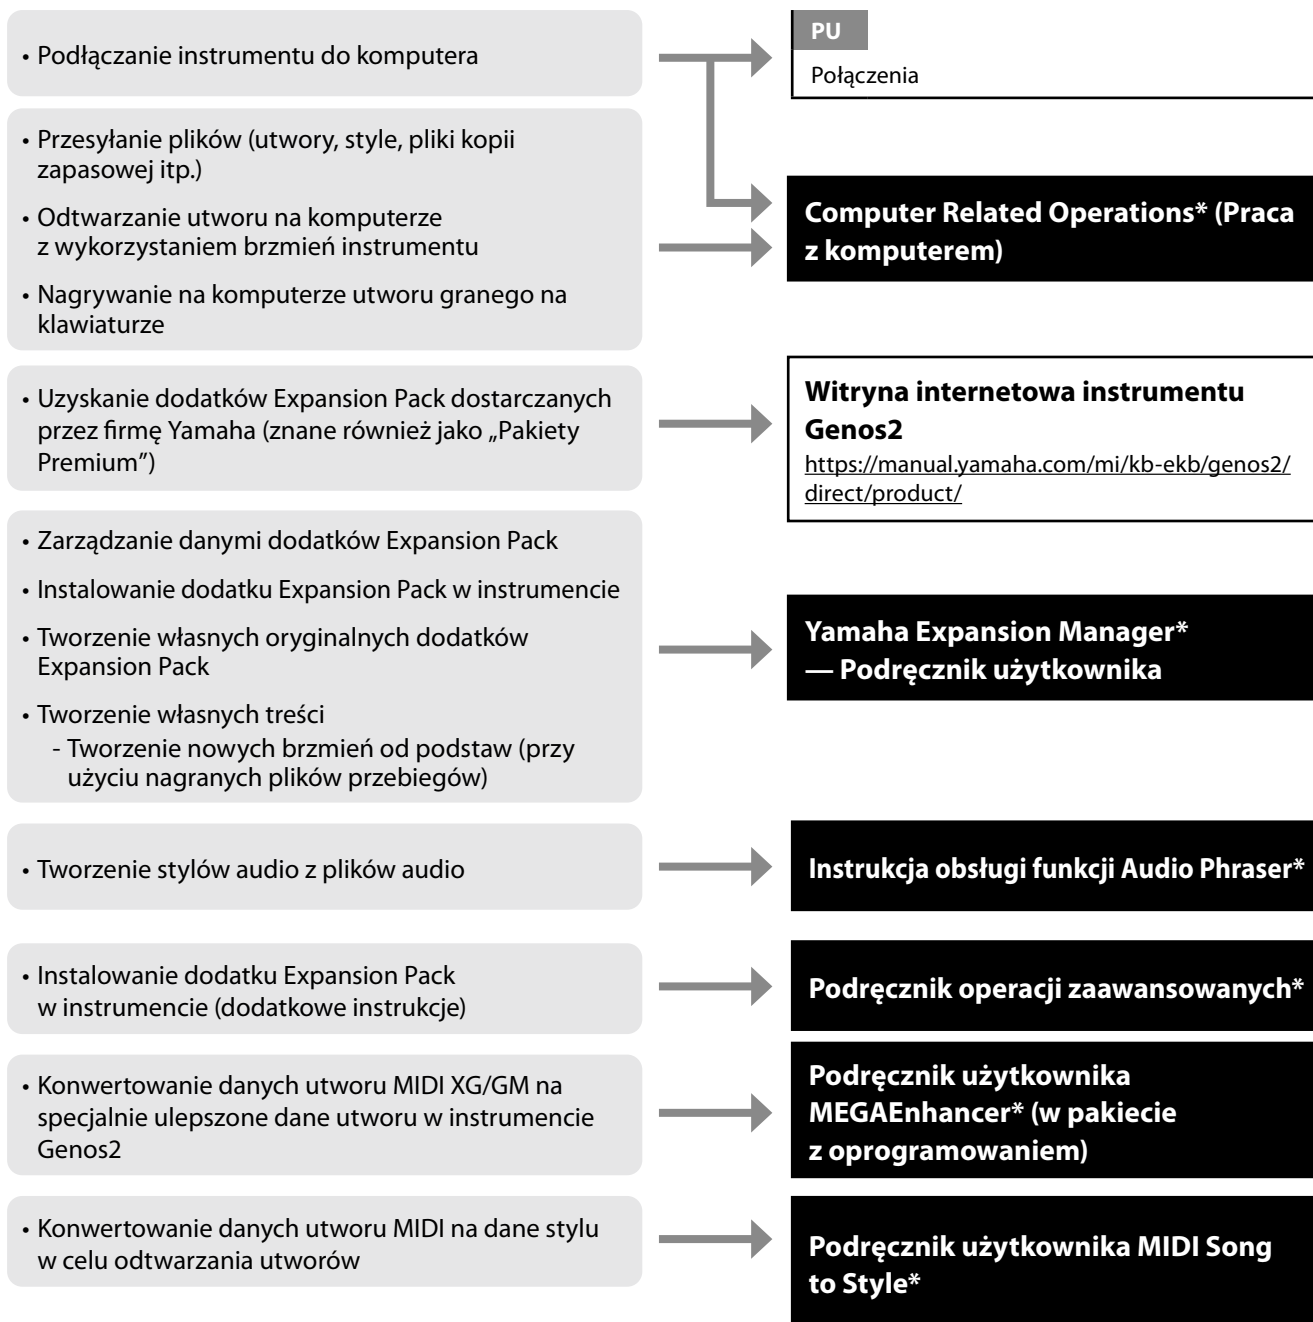 • Podłączanie instrumentu do komputera
PU
Połączenia
• Przesyłanie plików (utwory, style, pliki kopii
zapasowej itp.)
• Odtwarzanie utworu na komputerze
z wykorzystaniem brzmień instrumentu
• Nagrywanie na komputerze utworu granego na
klawiaturze
Computer Related Operations* (Praca
z komputerem)
• Uzyskanie dodatków Expansion Pack dostarczanych
przez firmę Yamaha (znane również jako „Pakiety
Premium”)
Witryna internetowa instrumentu
Genos2
https://manual.yamaha.com/mi/kb-ekb/genos2/
direct/product/
• Zarządzanie danymi dodatków Expansion Pack
• Instalowanie dodatku Expansion Pack w instrumencie
• Tworzenie własnych oryginalnych dodatków
Expansion Pack
• Tworzenie własnych treści
- Tworzenie nowych brzmień od podstaw (przy
użyciu nagranych plików przebiegów)
Yamaha Expansion Manager*
— Podręcznik użytkownika
• Tworzenie stylów audio z plików audio
Instrukcja obsługi funkcji Audio Phraser*
• Instalowanie dodatku Expansion Pack
w instrumencie (dodatkowe instrukcje)
Podręcznik operacji zaawansowanych*
• Konwertowanie danych utworu MIDI XG/GM na
specjalnie ulepszone dane utworu w instrumencie
Genos2
Podręcznik użytkownika
MEGAEnhancer* (w pakiecie
z oprogramowaniem)
• Konwertowanie danych utworu MIDI na dane stylu
w celu odtwarzania utworów
Podręcznik użytkownika MIDI Song
to Style*